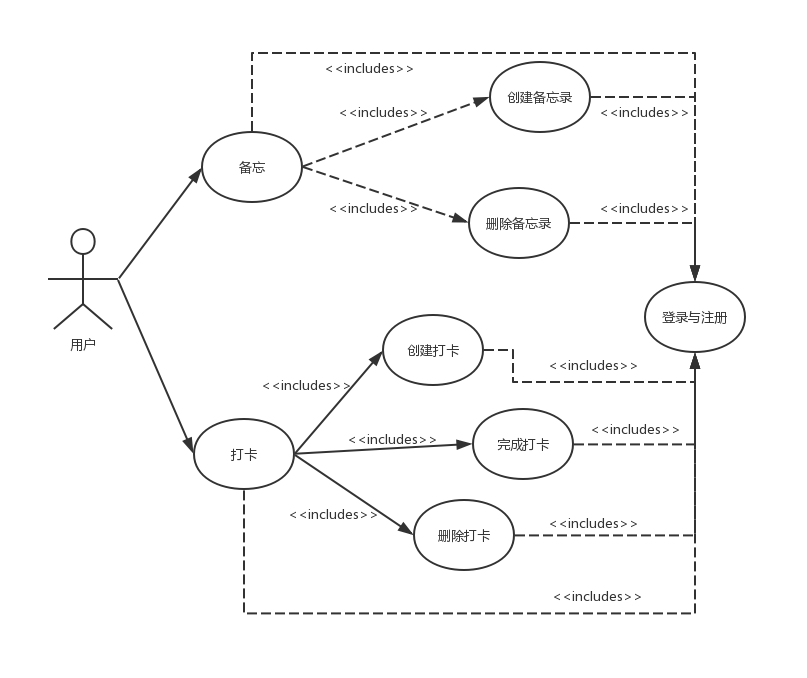 <<includes>>
创建备忘录
<<includes>>
<<includes>>
备忘
<<includes>>
删除备忘录
<<includes>>
登录与注册
用户
创建打卡
<<includes>>
<<includes>>
<<includes>>
完成打卡
<<includes>>
打卡
<<includes>>
删除打卡
<<includes>>
<<includes>>